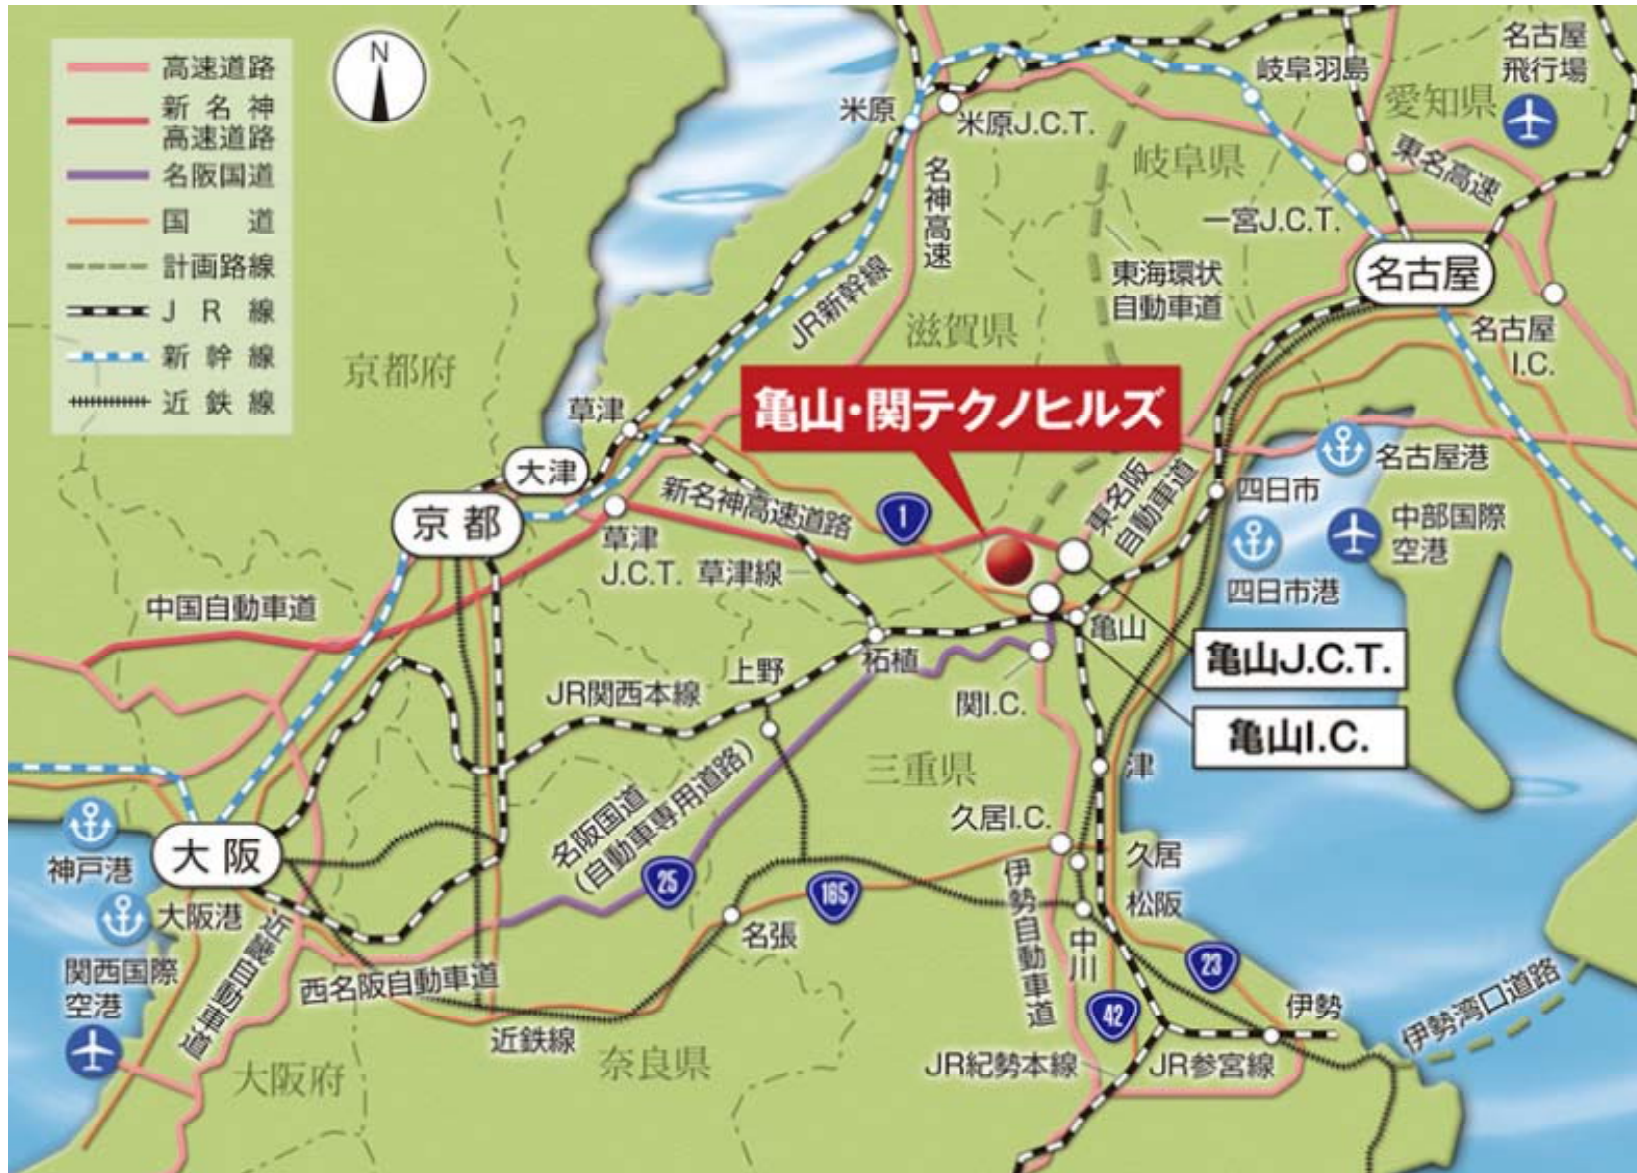 高速道路
新名神
高速道路
名阪国道
国道
計画路線
JR線
新幹線
近鉄線
N
名古屋
飛行場
岐阜羽島
愛知県
米原
米原J.C.T.
岐阜県
東名高速
名神高速
一宮J.C.T.
名古屋
東海環状
自動車道
JR新幹線
滋賀県
名古屋
I.C.
京都府
亀山・関テクノヒルズ
草津
大津
名古屋港
新名神高速道路
1
東名阪
自動車道
四日市
京都
中部国際
空港
草津
J.C.T.
草津線
四日市港
中国自動車道
亀山
亀山J.C.T.
柘植
上野
JR関西本線
関I.C.
亀山I.C.
三重県
津
名阪国道
(自動車専用道路)
久居I.C.
大阪
神戸港
25
165
久居
松阪
大阪港
伊勢自動車道
名張
中川
近畿自動車道
関西国際
空港
西名阪自動車道
23
42
伊勢
伊勢湾口道路
近鉄線
奈良県
大阪府
JR紀勢本線
JR参宮線